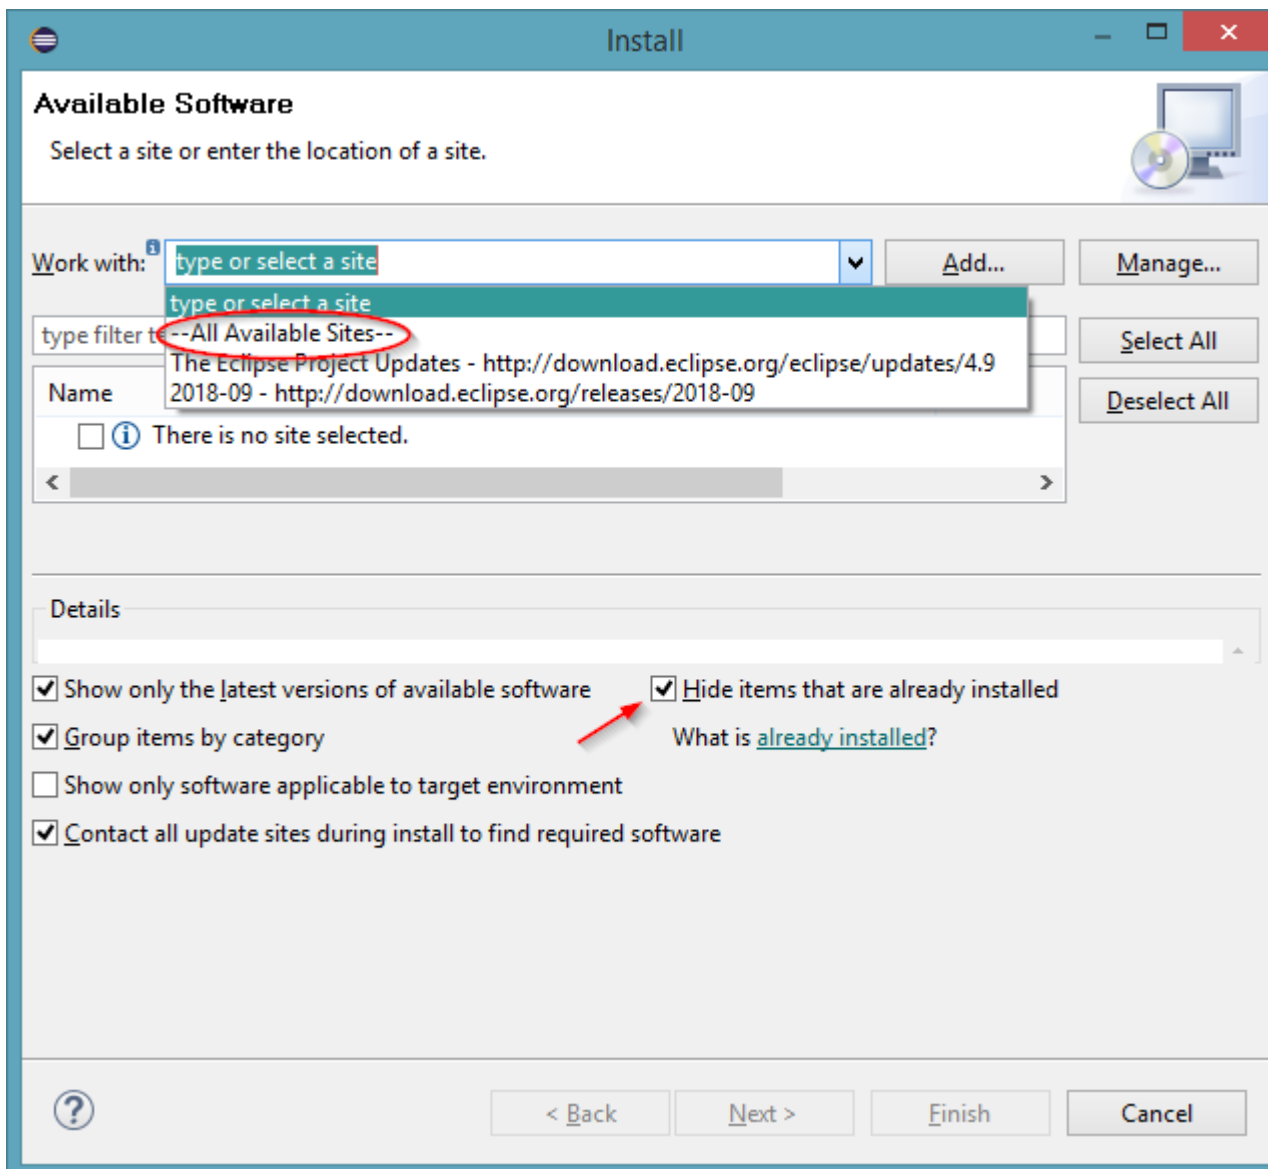 Install
Available Software
Select a site or enter the location of a site.
Work with: type or select a site Add... Manage...
type or select a site
--All Available Sites--
The Eclipse Project Updates - http://download.eclipse.org/eclipse/updates/4.9
2018-09 - http://download.eclipse.org/releases/2018-09
type filter Select All
Name Deselect All
There is no site selected.
Details
Show only the latest versions of available software Hide items that are already installed
Group items by category What is already installed?
Show only software applicable to target environment
Contact all update sites during install to find required software
< Back Next > Finish Cancel